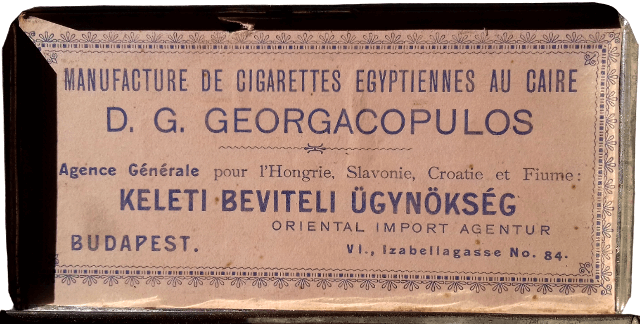 MANUFACTURE DE CIGARETTES EGYPTIENNES AU CAIRE
D. G. GEORGACOPULOS
Agence Générale pour l'Hongrie, Slavonie, Croatie et Fiume:
KELETI BEVITELI ÜGYNÖKSÉG
ORIENTAL IMPORT AGENTUR
BUDAPEST. VI., Izabellagasse No. 84.